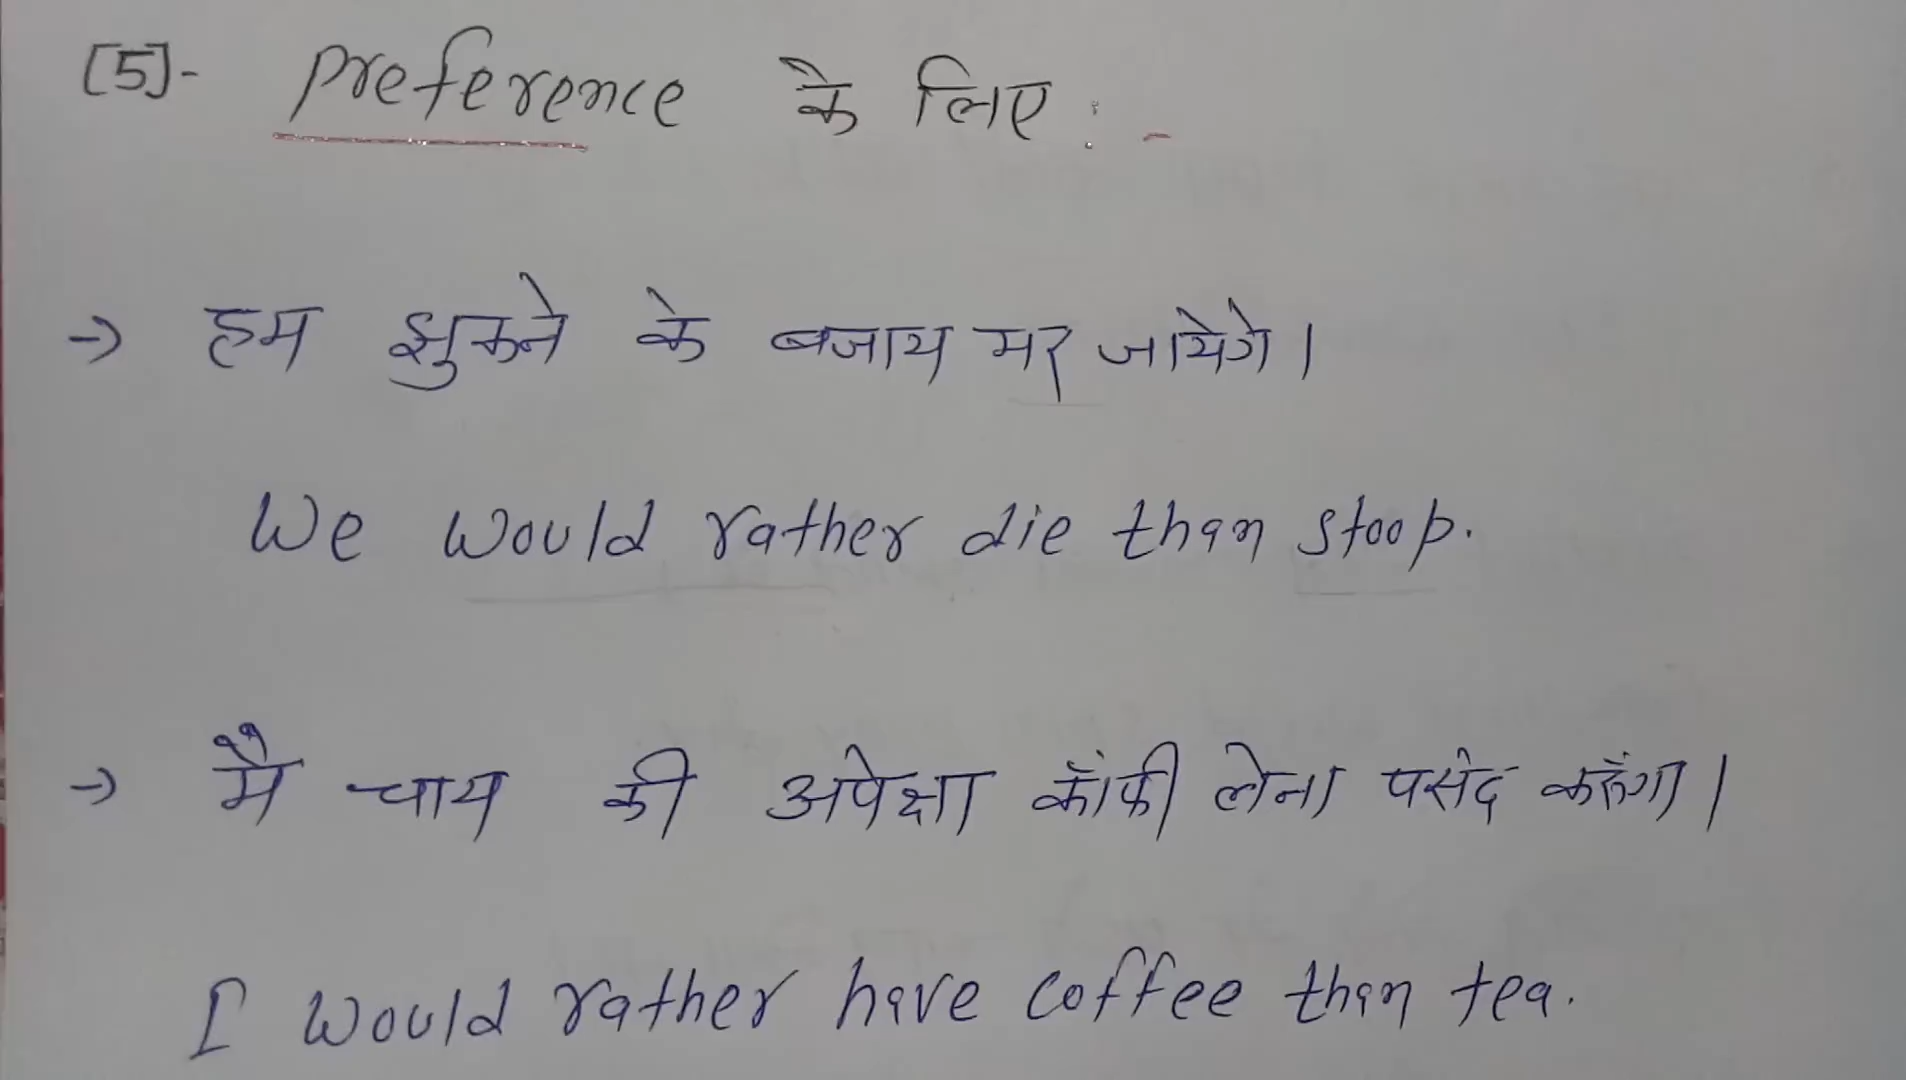 [5]- Preference के लिए :-
→ हम झुकने के बजाय मर जायेगे।
We would rather die than stoop.
→ मै चाय की अपेक्षा कॉफी लेना पसंद करूँगा।
I would rather have coffee than tea.